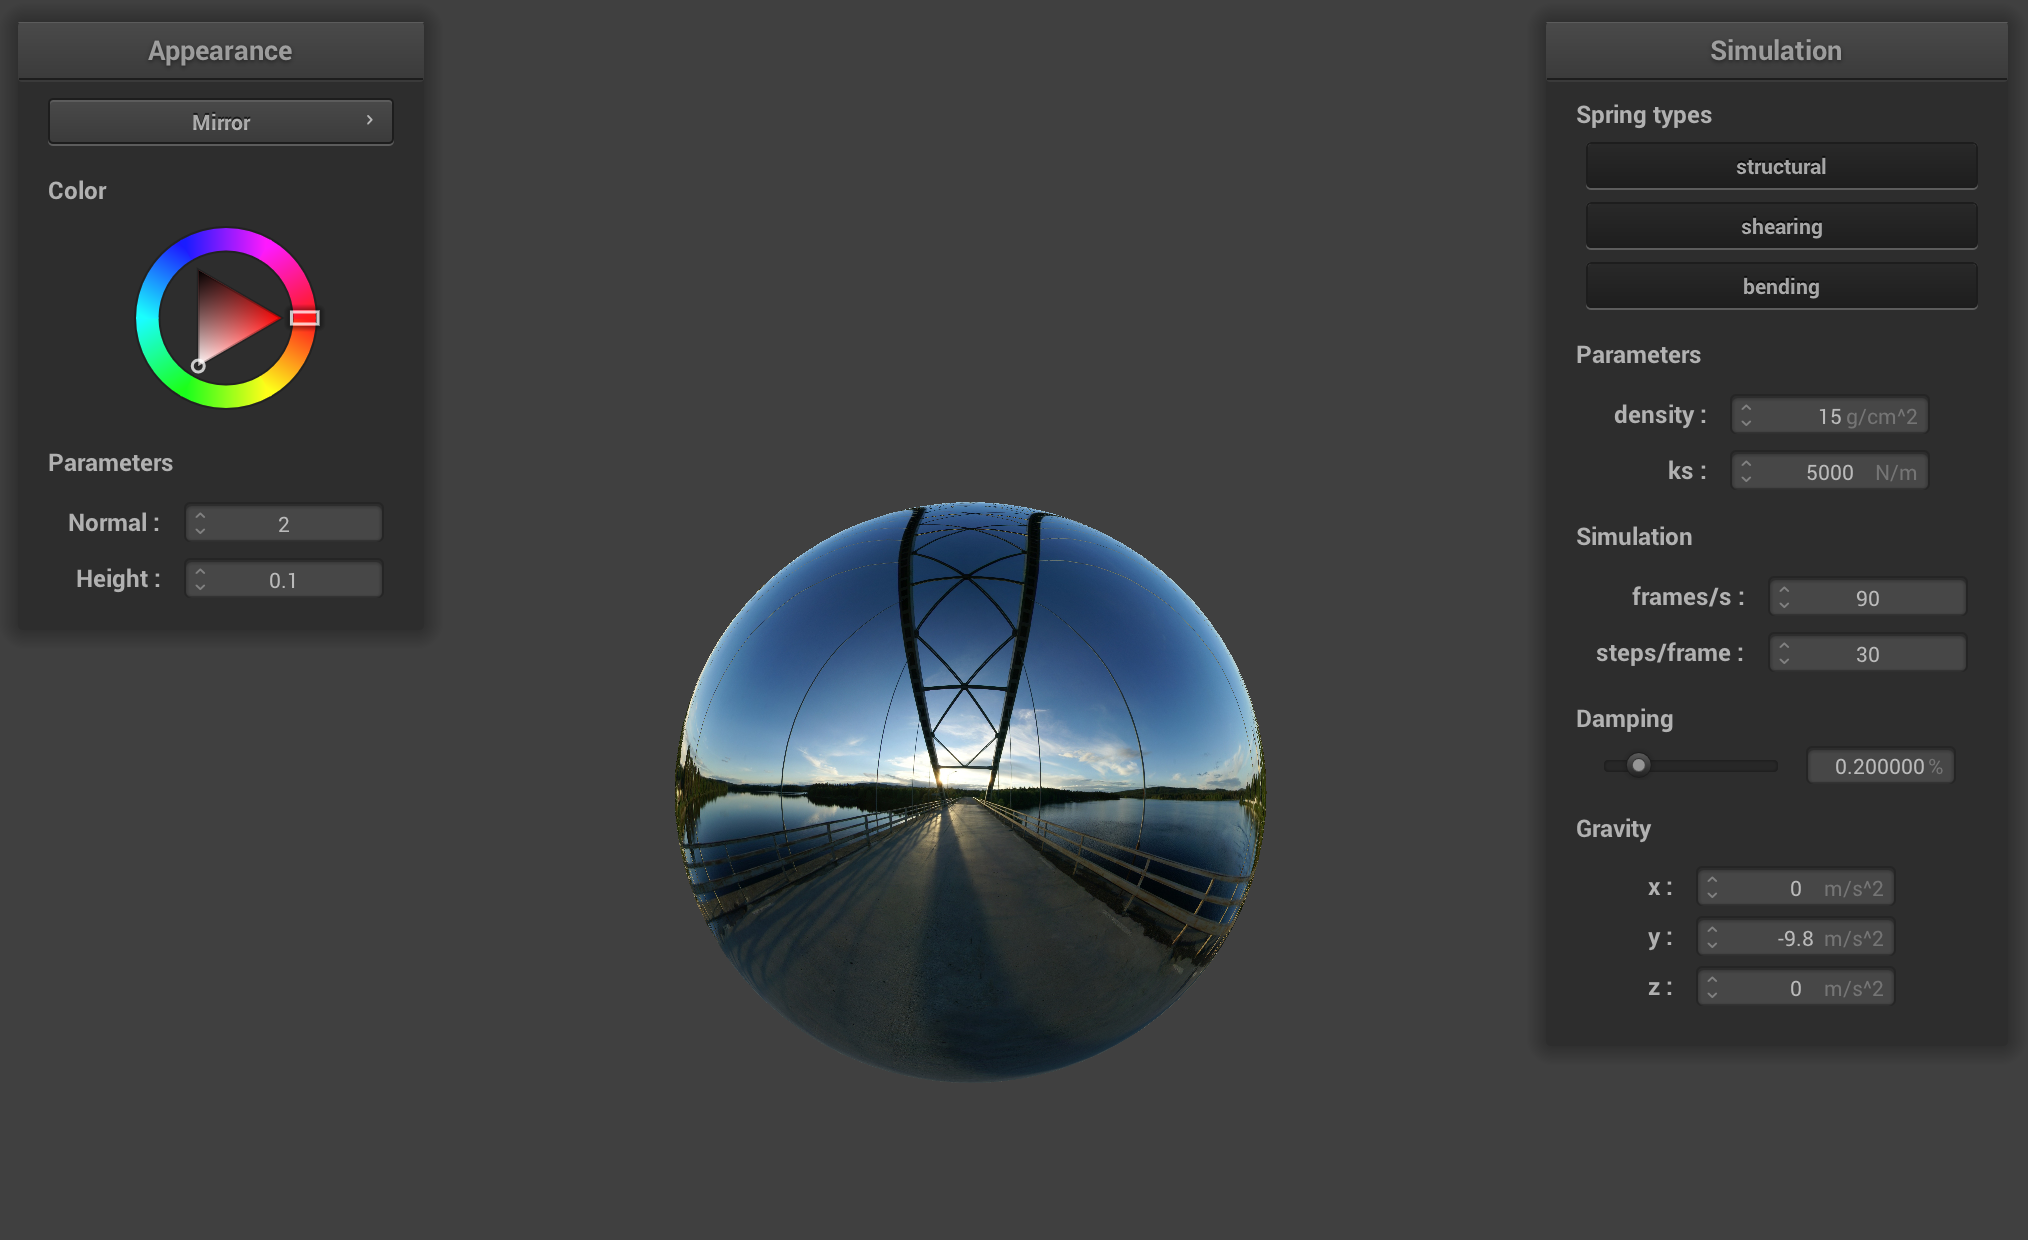 Appearance
Mirror
Color
Parameters
Normal : 2
Height : 0.1
Simulation
Spring types
structural
shearing
bending
Parameters
density : 15 g/cm^2
ks : 5000 N/m
Simulation
frames/s : 90
steps/frame : 30
Damping
0.200000 %
Gravity
x : 0 m/s^2
y : -9.8 m/s^2
z : 0 m/s^2